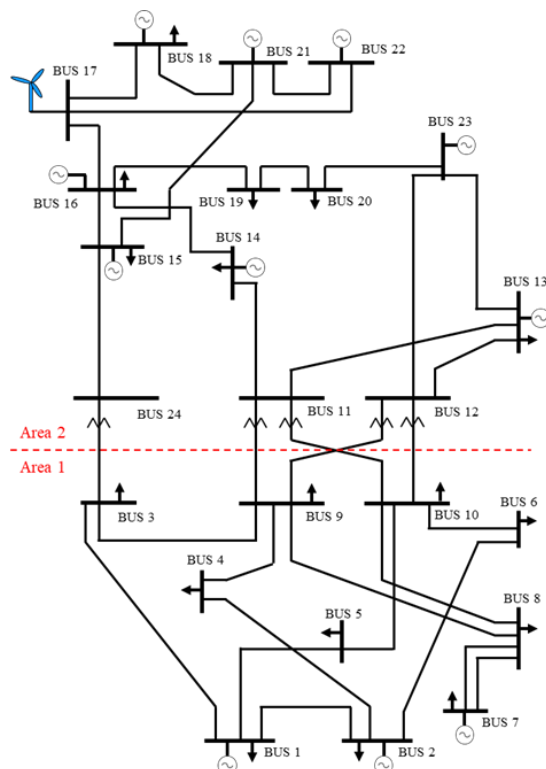 BUS 18
BUS 21
BUS 22
BUS 17
BUS 23
BUS 16
BUS 19
BUS 20
BUS 15
BUS 14
BUS 13
BUS 24
BUS 11
BUS 12
Area 2
Area 1
BUS 3
BUS 9
BUS 10
BUS 6
BUS 4
BUS 5
BUS 8
BUS 7
BUS 1
BUS 2